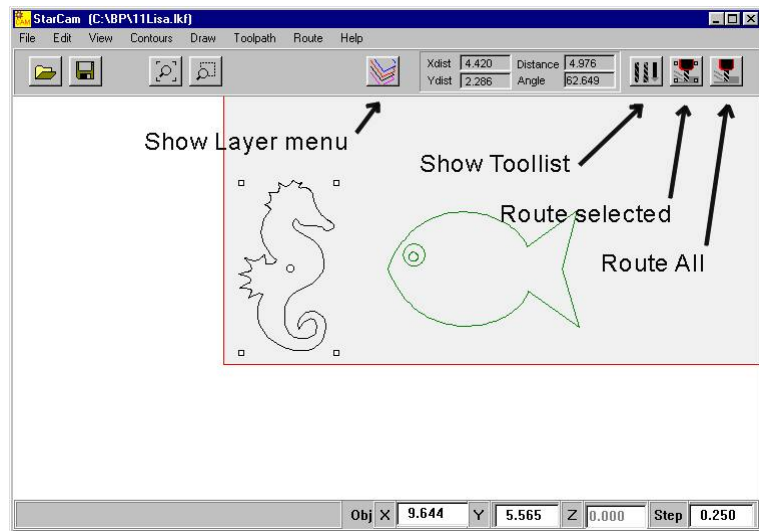 StarCam (C:\BP\11Lisa.lkf)
File Edit View Contours Draw Toolpath Route Help
Xdist 4.420 Distance 4.976
Ydist 2.286 Angle 62.649
Show Layer menu
Show Toollist
Route selected
Route All
Obj X 9.644 Y 5.565 Z 0.000 Step 0.250